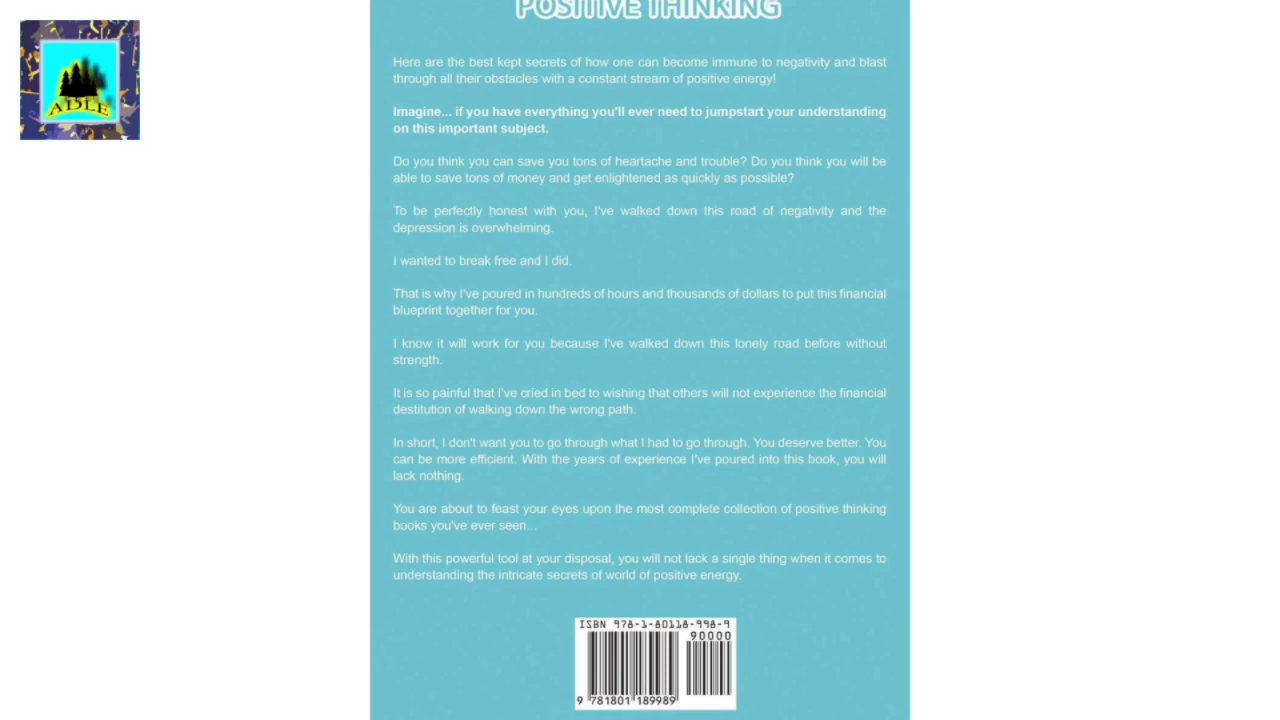 POSITIVE THINKING
ADLE
Here are the best kept secrets of how one can become immune to negativity and blast
through all their obstacles with a constant stream of positive energy!
Imagine... if you have everything you'll ever need to jumpstart your understanding
on this important subject.
Do you think you can save you tons of heartache and trouble? Do you think you will be
able to save tons of money and get enlightened as quickly as possible?
To be perfectly honest with you, I've walked down this road of negativity and the
depression is overwhelming.
I wanted to break free and I did.
That is why I've poured in hundreds of hours and thousands of dollars to put this financial
blueprint together for you.
I know it will work for you because I've walked down this lonely road before without
strength.
It is so painful that I've cried in bed to wishing that others will not experience the financial
destitution of walking down the wrong path.
In short, I don't want you to go through what I had to go through. You deserve better. You
can be more efficient. With the years of experience I've poured into this book, you will
lack nothing.
You are about to feast your eyes upon the most complete collection of positive thinking
books you've ever seen...
With this powerful tool at your disposal, you will not lack a single thing when it comes to
understanding the intricate secrets of world of positive energy.
ISBN 978-1-80118-998-9
90000
9 781801 189989